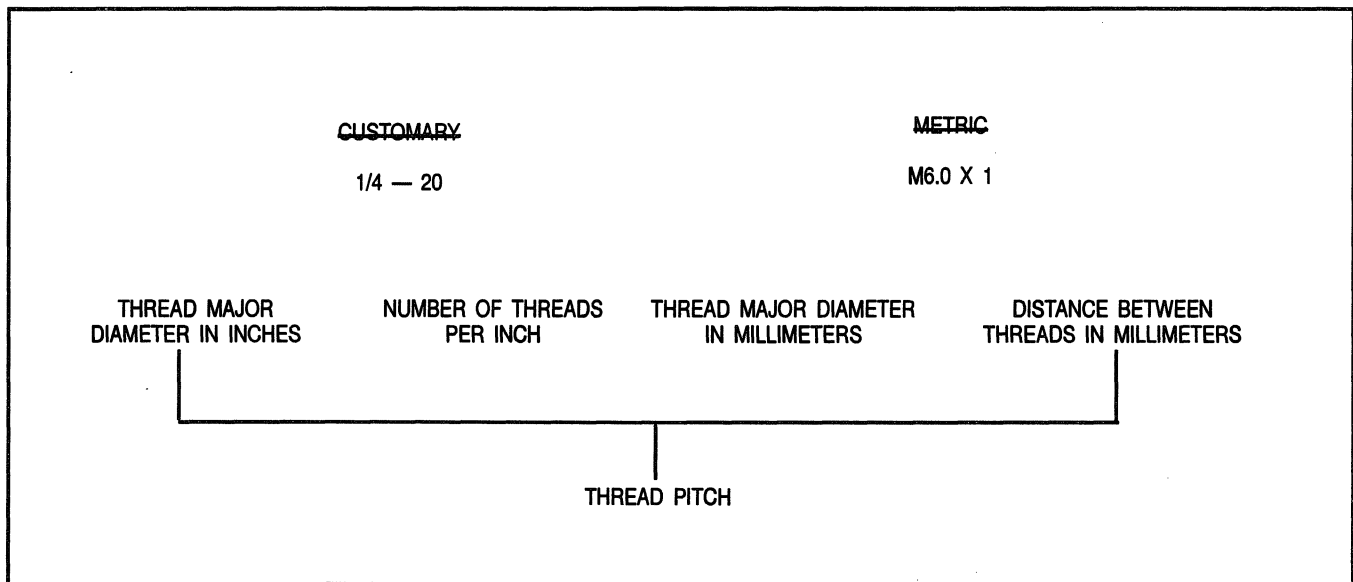 CUSTOMARY
METRIC
1/4 — 20
M6.0 X 1
THREAD MAJOR
DIAMETER IN INCHES
NUMBER OF THREADS
PER INCH
THREAD MAJOR DIAMETER
IN MILLIMETERS
DISTANCE BETWEEN
THREADS IN MILLIMETERS
THREAD PITCH